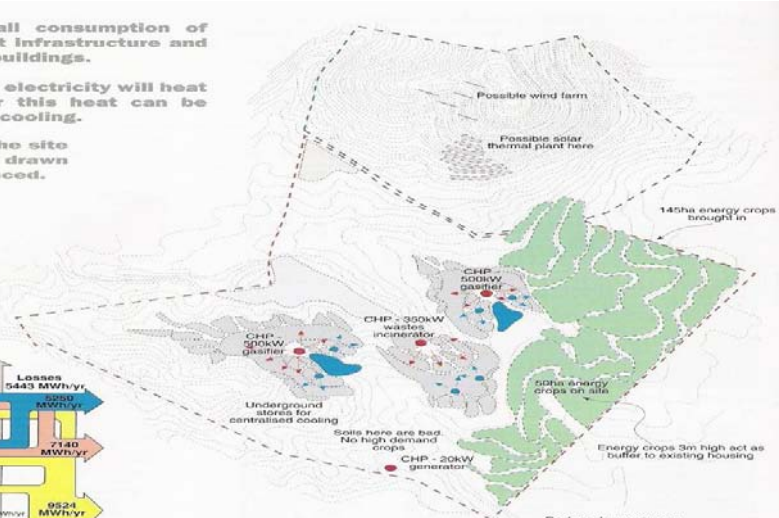 all consumption of
t infrastructure and
buildings.
electricity will heat
r this heat can be
cooling.
he site
drawn
ced.
Possible wind farm
Possible solar
thermal plant here
145ha energy crops
brought in
CHP -
500kW
gasifier
CHP - 350kW
wastes
incinerator
CHP -
500kW
gasifier
Losses
5443 MWh/yr
5250
MWh/yr
7140
MWh/yr
9524
MWh/yr
Underground
stores for
centralised cooling
50ha energy
crops on site
Soils here are bad.
No high demand
crops
CHP - 20kW
generator
Energy crops 3m high act as
buffer to existing housing